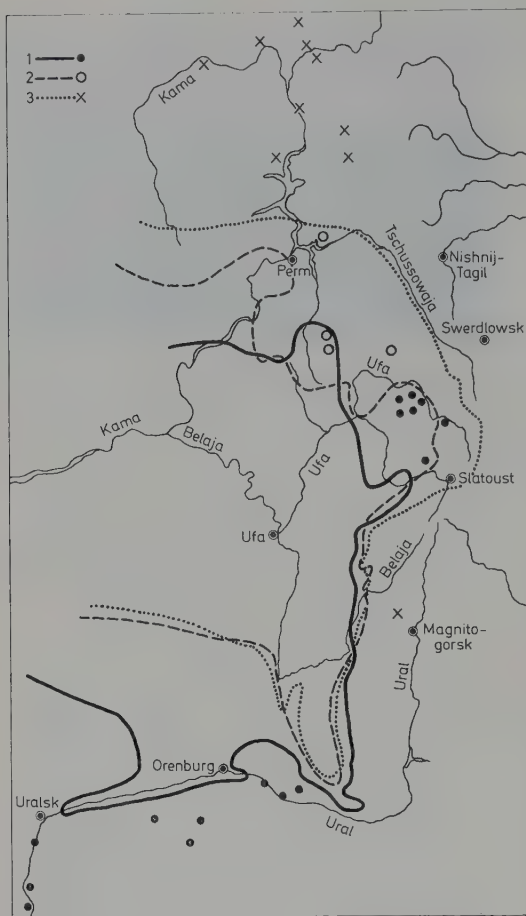 1
2
3
Kama
Tschussowaja
Perm
Nishnij-
Tagil
Swerdlowsk
Ufa
Kama
Belaja
Ufa
Slatoust
Ufa
Belaja
Magnito-
gorsk
Ural
Orenburg
Uralsk
Ural